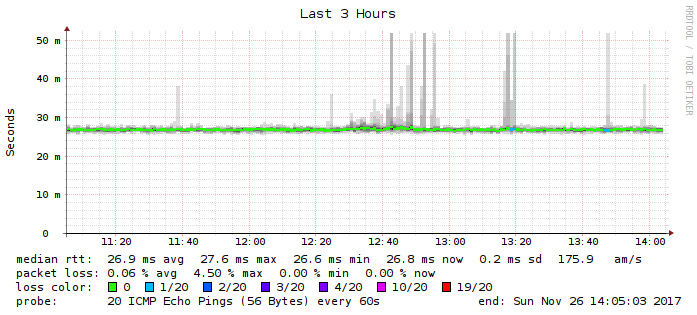 Last 3 Hours
RRDTOOL / TOBI OETIKER
Seconds
50 m
40 m
30 m
20 m
10 m
0
11:20 11:40 12:00 12:20 12:40 13:00 13:20 13:40 14:00
median rtt: 26.9 ms avg 27.6 ms max 26.6 ms min 26.8 ms now 0.2 ms sd 175.9 am/s
packet loss: 0.06 % avg 4.50 % max 0.00 % min 0.00 % now
loss color: 0 1/20 2/20 3/20 4/20 10/20 19/20
probe: 20 ICMP Echo Pings (56 Bytes) every 60s end: Sun Nov 26 14:05:03 2017